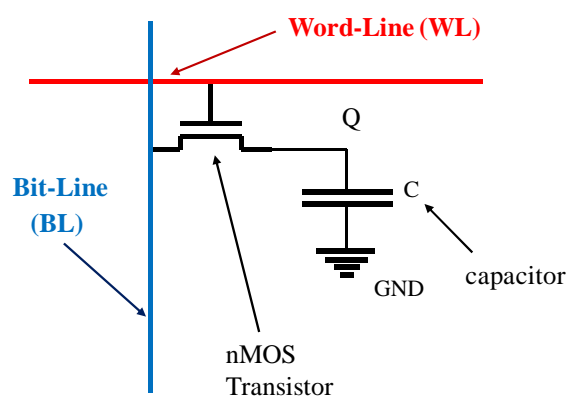 Word-Line (WL)
Q
Bit-Line
(BL)
C
capacitor
GND
nMOS
Transistor